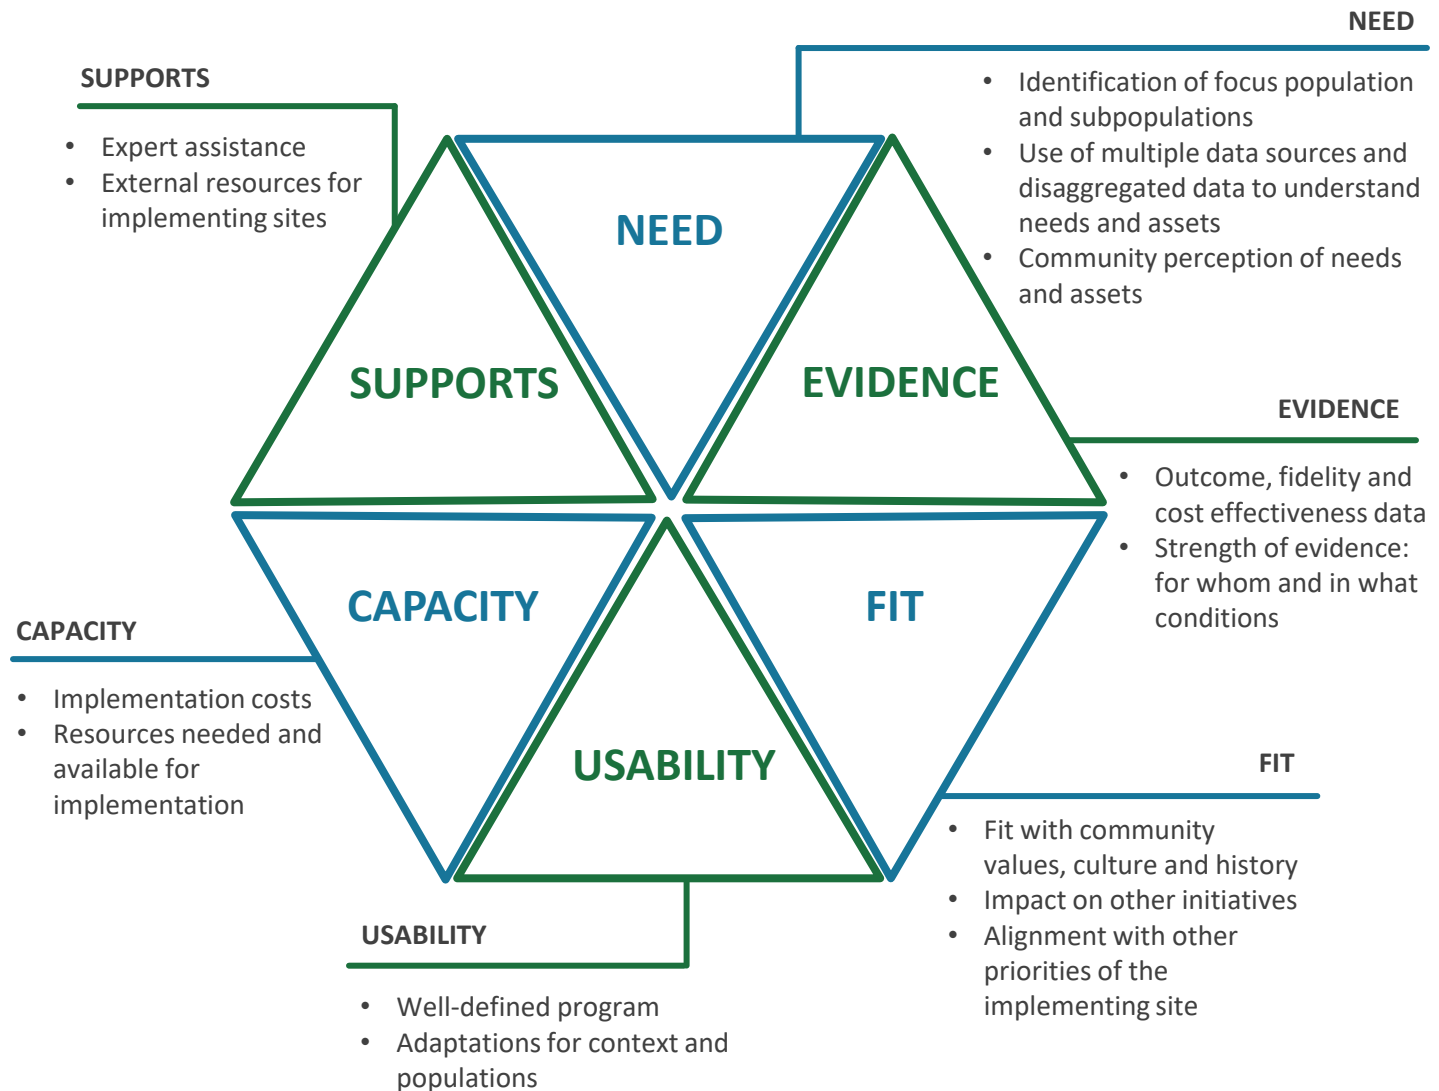 NEED
• Identification of focus population
and subpopulations
• Use of multiple data sources and
disaggregated data to understand
needs and assets
• Community perception of needs
and assets
SUPPORTS
• Expert assistance
• External resources for
implementing sites
NEED
SUPPORTS
EVIDENCE
EVIDENCE
• Outcome, fidelity and
cost effectiveness data
• Strength of evidence:
for whom and in what
conditions
CAPACITY
FIT
CAPACITY
• Implementation costs
• Resources needed and
available for
implementation
USABILITY
FIT
• Fit with community
values, culture and history
• Impact on other initiatives
• Alignment with other
priorities of the
implementing site
USABILITY
• Well-defined program
• Adaptations for context and
populations